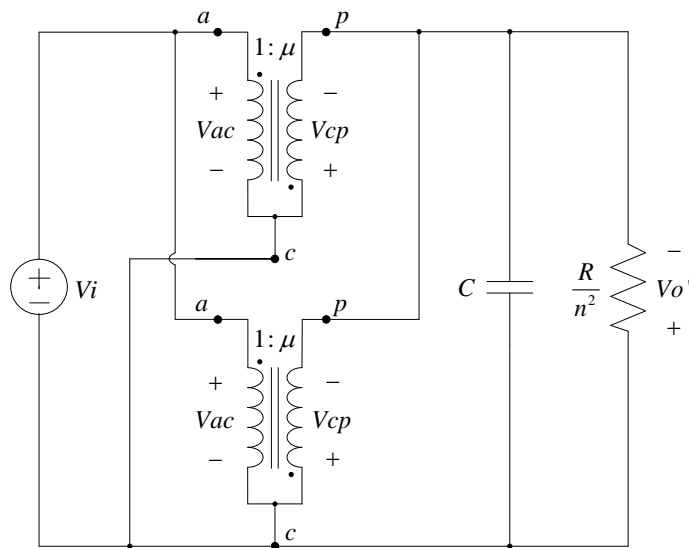 a p
1:μ
+ −
Vac Vcp
− +
c
+
−
Vi
a p
1:μ
+ −
Vac Vcp
− +
c
C
R
n²
−
Vo'
+